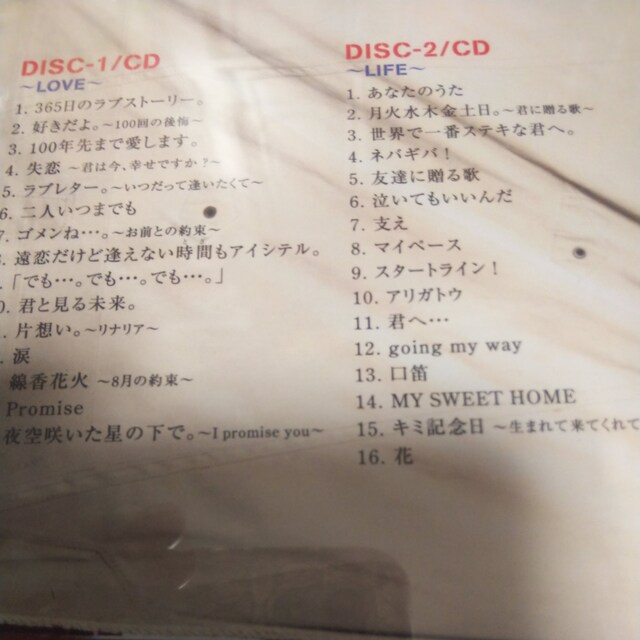 DISC-1/CD
～LOVE～
1. 365日のラブストーリー。
2. 好きだよ。～100回の後悔～
3. 100年先まで愛します。
4. 失恋 ～君は今、幸せですか？～
5. ラブレター。～いつだって逢いたくて～
6. 二人いつまでも
7. ゴメンね…。～お前との約束～
8. 遠恋だけど逢えない時間もアイシテル。
. 「でも…。でも…。でも…。」
0. 君と見る未来。
. 片想い。～リナリア～
. 涙
線香花火 ～8月の約束～
Promise
夜空咲いた星の下で。～I promise you～
DISC-2/CD
～LIFE～
1. あなたのうた
2. 月火水木金土日。～君に贈る歌～
3. 世界で一番ステキな君へ。
4. ネバギバ！
5. 友達に贈る歌
6. 泣いてもいいんだ
7. 支え
8. マイペース
9. スタートライン！
10. アリガトウ
11. 君へ…
12. going my way
13. 口笛
14. MY SWEET HOME
15. キミ記念日 ～生まれて来てくれて
16. 花